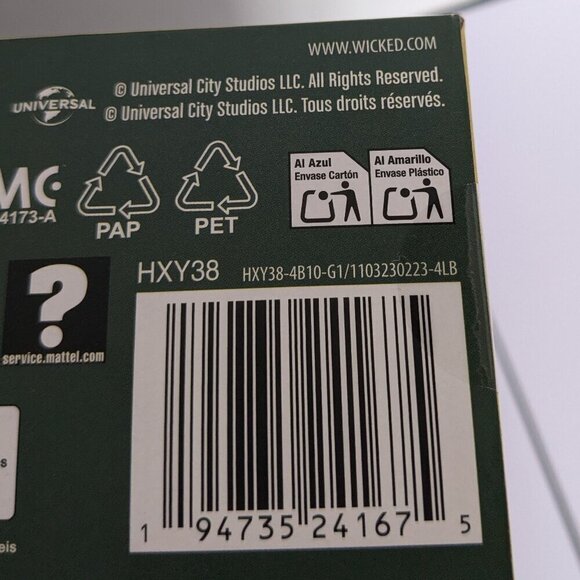 WWW.WICKED.COM
© Universal City Studios LLC. All Rights Reserved.
© Universal City Studios LLC. Tous droits réservés.
UNIVERSAL
MC
4173-A
PAP
PET
Al Azul
Envase Cartón
Al Amarillo
Envase Plástico
?
service.mattel.com
HXY38
HXY38-4B10-G1/1103230223-4LB
1 94735 24167 5
s
eis